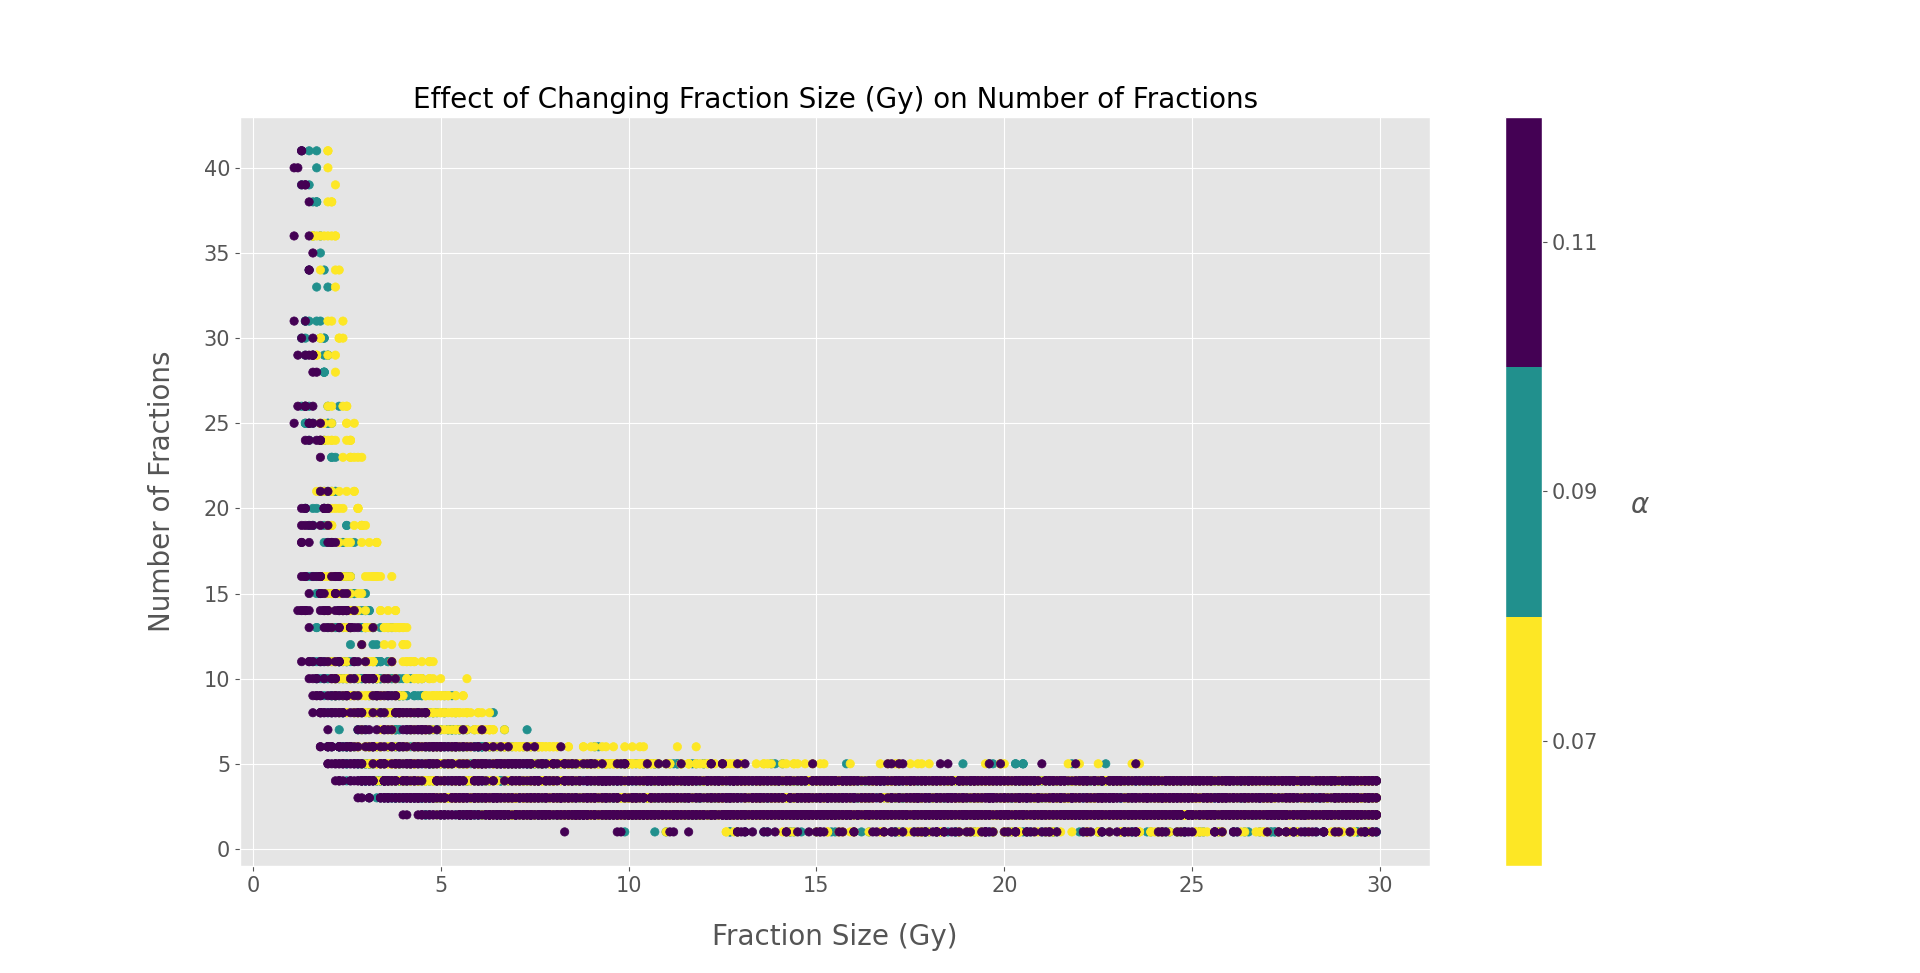 Effect of Changing Fraction Size (Gy) on Number of Fractions
Number of Fractions
40
35
30
25
20
15
10
5
0
0 5 10 15 20 25 30
Fraction Size (Gy)
0.11
0.09
0.07
α